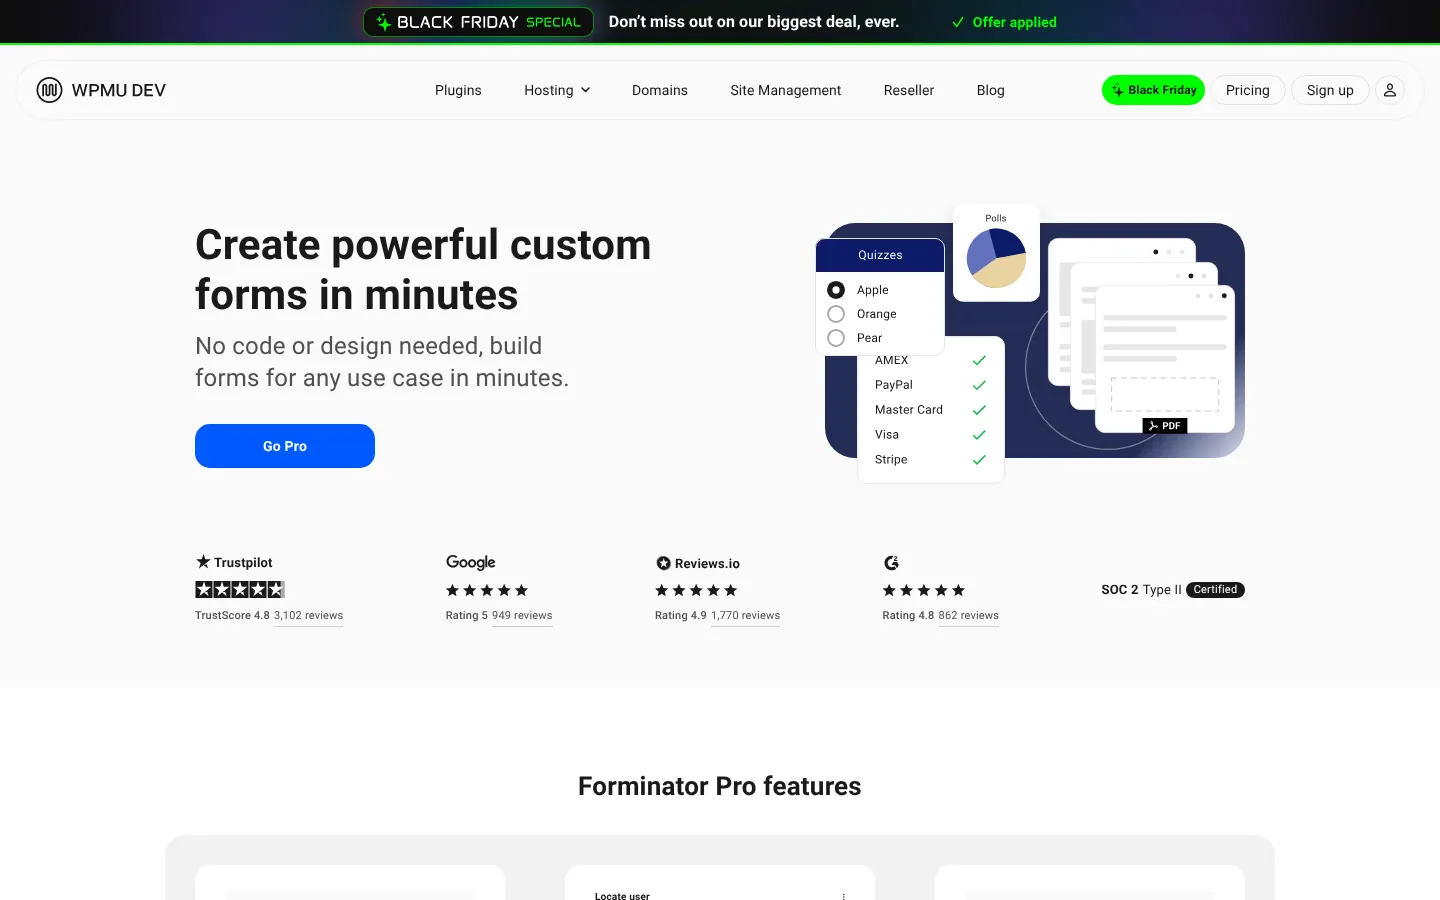 BLACK FRIDAY SPECIAL Don't miss out on our biggest deal, ever. Offer applied
WPMU DEV Plugins Hosting Domains Site Management Reseller Blog Black Friday Pricing Sign up
Create powerful custom
forms in minutes
No code or design needed, build
forms for any use case in minutes.
Go Pro
Polls
Quizzes
Apple
Orange
Pear
AMEX
PayPal
Master Card
Visa
Stripe
PDF
Trustpilot
TrustScore 4.8 3,102 reviews
Google
Rating 5 949 reviews
Reviews.io
Rating 4.9 1,770 reviews
G2
Rating 4.8 862 reviews
SOC 2 Type II Certified
Forminator Pro features
Locate user